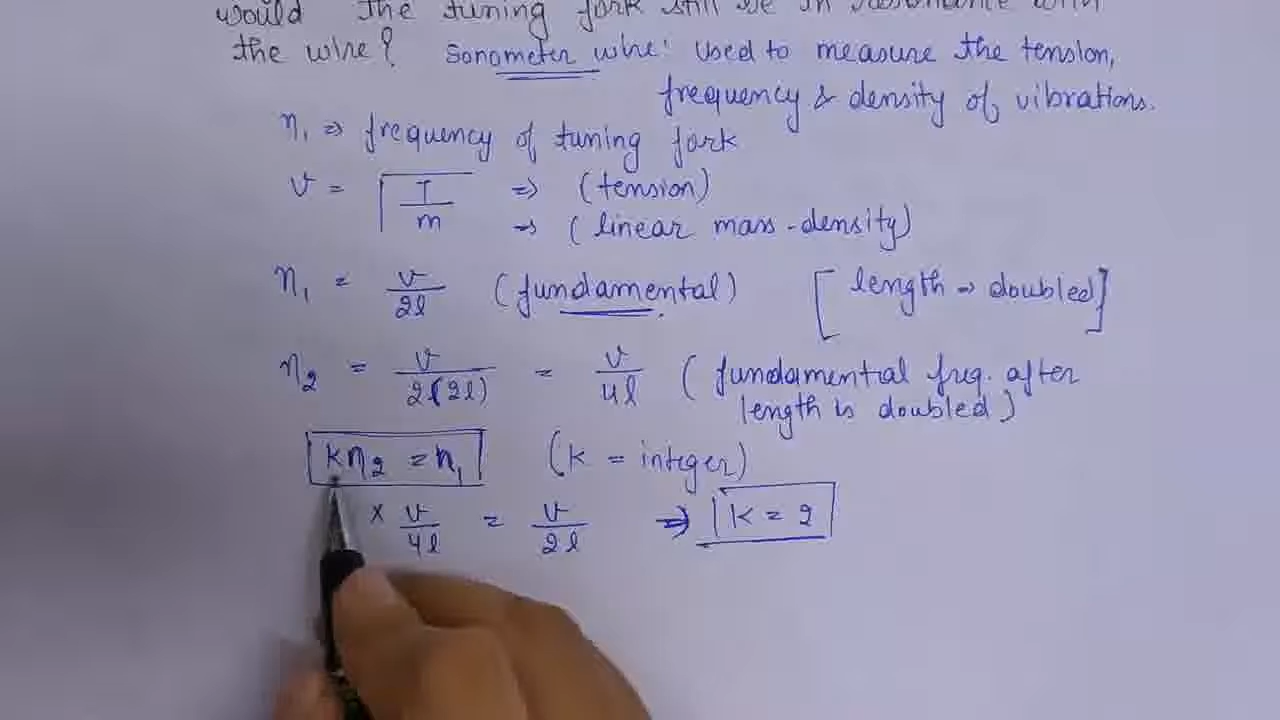 would the tuning fork still be in resonance with
the wire? Sonometer wire: Used to measure the tension,
frequency & density of vibrations.
n₁ => frequency of tuning fork
v = √(T/m) => (tension)
→ (linear mass-density)
n₁ = v/2l (fundamental) [length → doubled]
n₂ = v/2(2l) = v/4l (fundamental freq. after
length is doubled)
kn₂ = n₁ (k = integer)
× v/4l = v/2l => k = 2